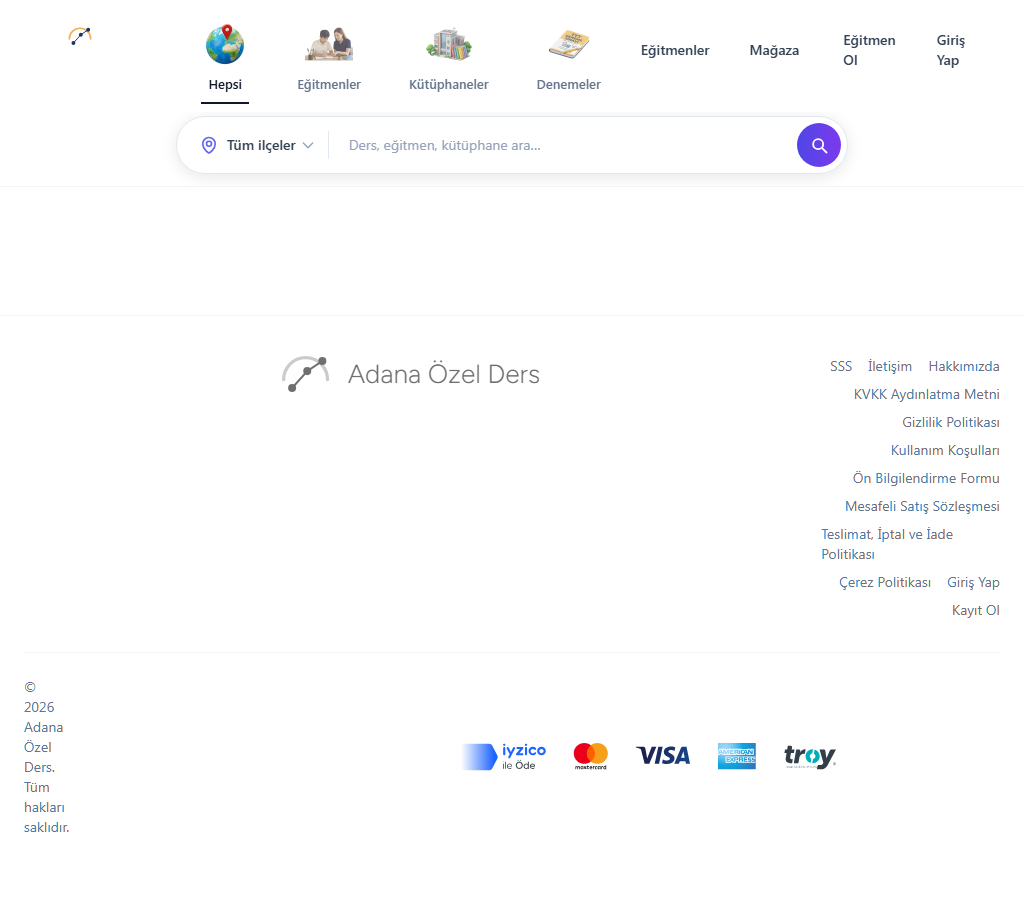 Hepsi
Eğitmenler
Kütüphaneler
Denemeler
Eğitmenler
Mağaza
Eğitmen
Ol
Giriş
Yap
Tüm ilçeler
Ders, eğitmen, kütüphane ara...
Adana Özel Ders
SSS İletişim Hakkımızda
KVKK Aydınlatma Metni
Gizlilik Politikası
Kullanım Koşulları
Ön Bilgilendirme Formu
Mesafeli Satış Sözleşmesi
Teslimat, İptal ve İade
Politikası
Çerez Politikası Giriş Yap
Kayıt Ol
©
2026
Adana
Özel
Ders.
Tüm
hakları
saklıdır.
iyzico
ile Öde
mastercard
VISA
AMERICAN
EXPRESS
troy